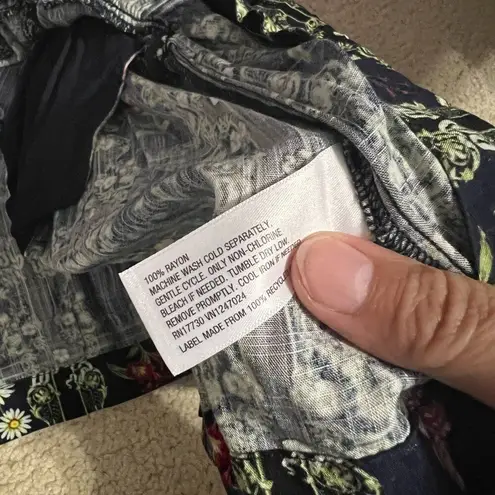 100% RAYON
MACHINE WASH COLD SEPARATELY.
GENTLE CYCLE. ONLY NON-CHLORINE
BLEACH IF NEEDED. TUMBLE DRY LOW.
REMOVE PROMPTLY. COOL IRON IF NEEDED
RN17730 VN1247024
LABEL MADE FROM 100%